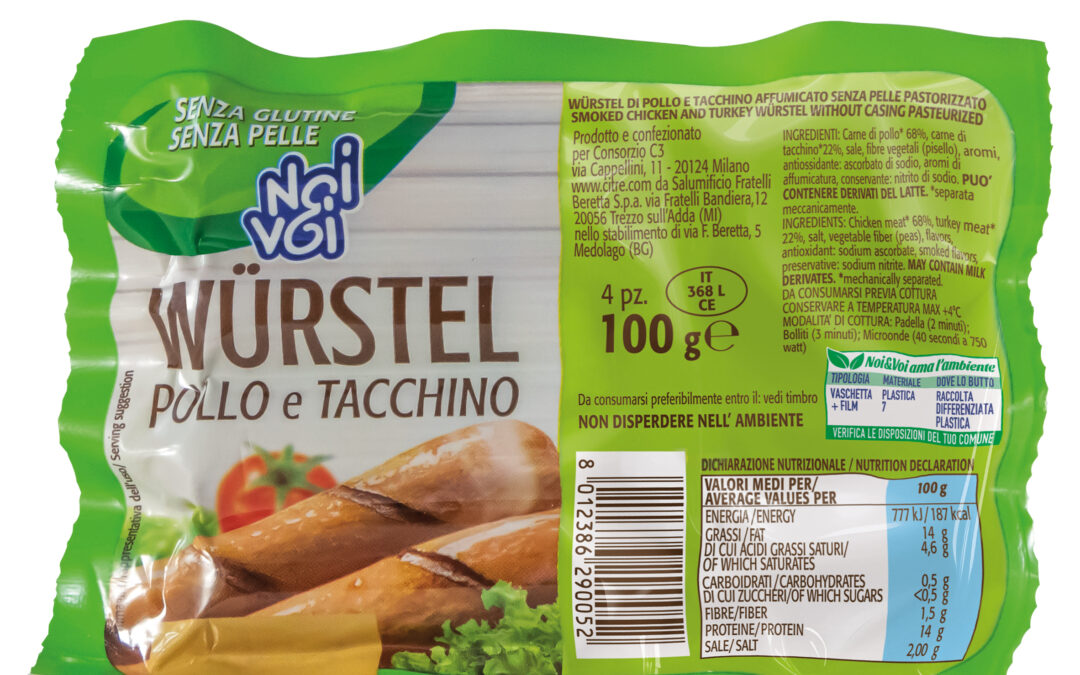 SENZA GLUTINE
SENZA PELLE
Noi
Voi
WÜRSTEL
POLLO e TACCHINO
Serving suggestion
WÜRSTEL DI POLLO E TACCHINO AFFUMICATO SENZA PELLE PASTORIZZATO
SMOKED CHICKEN AND TURKEY WÜRSTEL WITHOUT CASING PASTEURIZED
Prodotto e confezionato
per Consorzio C3
via Cappellini, 11 - 20124 Milano
www.citre.com da Salumificio Fratelli
Beretta S.p.a. via Fratelli Bandiera,12
20056 Trezzo sull'Adda (MI)
nello stabilimento di via F. Beretta, 5
Medolago (BG)
4 pz.
100 g e
IT
368 L
CE
INGREDIENTI: Carne di pollo* 68%, carne di
tacchino*22%, sale, fibre vegetali (pisello), aromi,
antiossidante: ascorbato di sodio, aromi di
affumicatura, conservante: nitrito di sodio. PUO'
CONTENERE DERIVATI DEL LATTE. *separata
meccanicamente.
INGREDIENTS: Chicken meat* 68%, turkey meat*
22%, salt, vegetable fiber (peas), flavors,
antioxidant: sodium ascorbate, smoked flavors,
preservative: sodium nitrite. MAY CONTAIN MILK
DERIVATES. *mechanically separated.
DA CONSUMARSI PREVIA COTTURA
CONSERVARE A TEMPERATURA MAX +4°C
MODALITA' DI COTTURA: Padella (2 minuti);
Bolliti (3 minuti); Microonde (40 secondi a 750
watt)
Da consumarsi preferibilmente entro il: vedi timbro
NON DISPERDERE NELL' AMBIENTE
Noi&Voi ama l'ambiente
TIPOLOGIA MATERIALE DOVE LO BUTTO
VASCHETTA PLASTICA RACCOLTA
+ FILM 7 DIFFERENZIATA
PLASTICA
VERIFICA LE DISPOSIZIONI DEL TUO COMUNE
8 012386 290052
DICHIARAZIONE NUTRIZIONALE / NUTRITION DECLARATION
VALORI MEDI PER/ 100 g
AVERAGE VALUES PER
ENERGIA/ENERGY 777 kJ/187 kcal
GRASSI/FAT 14 g
DI CUI ACIDI GRASSI SATURI/ 4,6 g
OF WHICH SATURATES
CARBOIDRATI/CARBOHYDRATES 0,5 g
DI CUI ZUCCHERI/OF WHICH SUGARS <0,5 g
FIBRE/FIBER 1,5 g
PROTEINE/PROTEIN 14 g
SALE/SALT 2,00 g